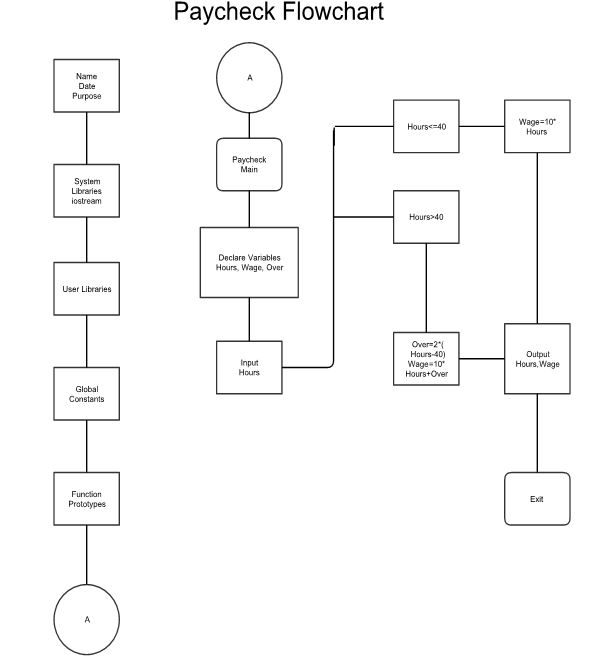 Paycheck Flowchart
Name
Date
Purpose
System
Libraries
iostream
User Libraries
Global
Constants
Function
Prototypes
A
A
Paycheck
Main
Declare Variables
Hours, Wage, Over
Input
Hours
Hours<=40
Wage=10*
Hours
Hours>40
Over=2*(
Hours-40)
Wage=10*
Hours+Over
Output
Hours,Wage
Exit